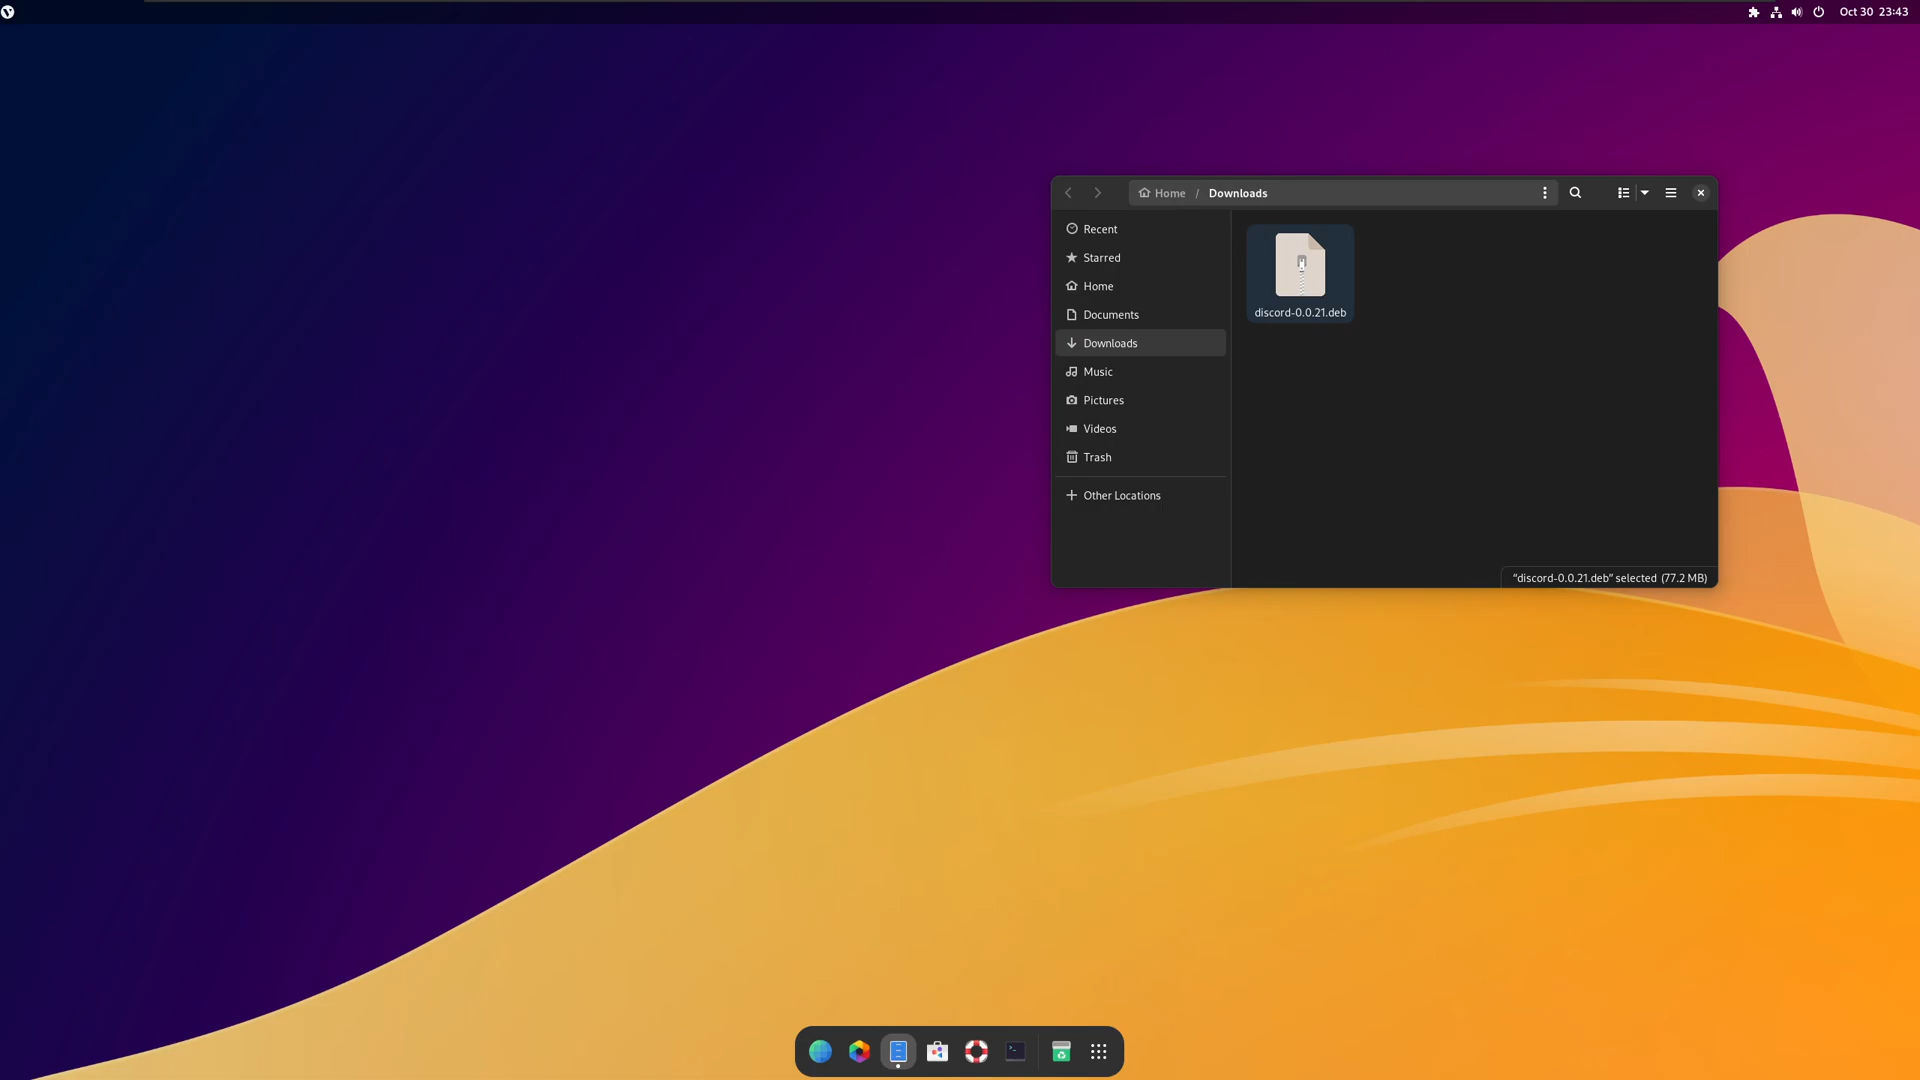 Oct 30 23:43
Home / Downloads
Recent
Starred
Home
Documents
Downloads
Music
Pictures
Videos
Trash
Other Locations
discord-0.0.21.deb
“discord-0.0.21.deb” selected (77.2 MB)